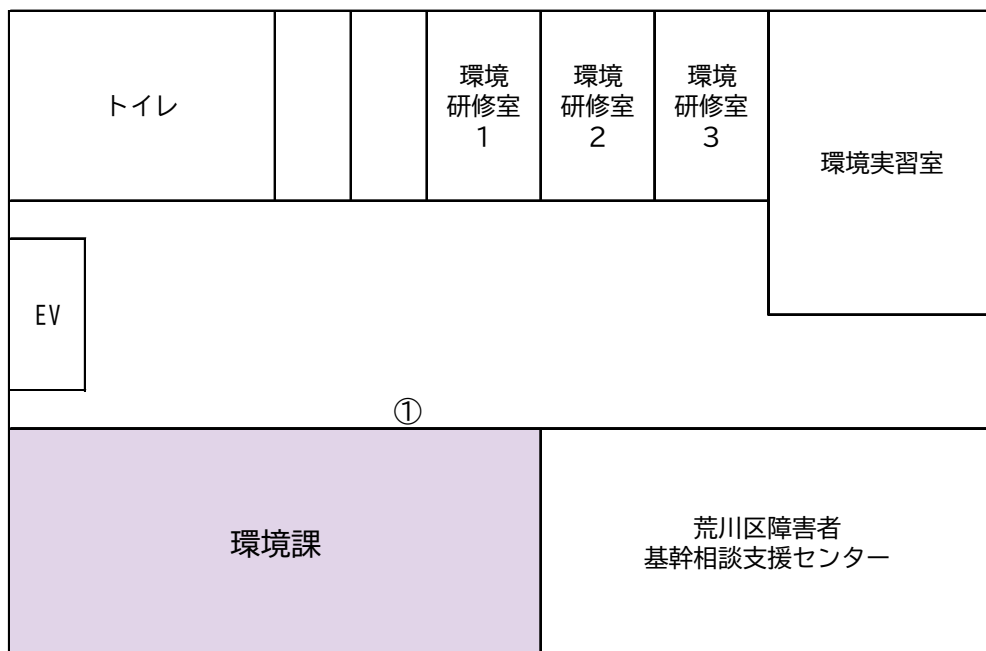 トイレ
環境
研修室
1
環境
研修室
2
環境
研修室
3
環境実習室
EV
①
環境課
荒川区障害者
基幹相談支援センター